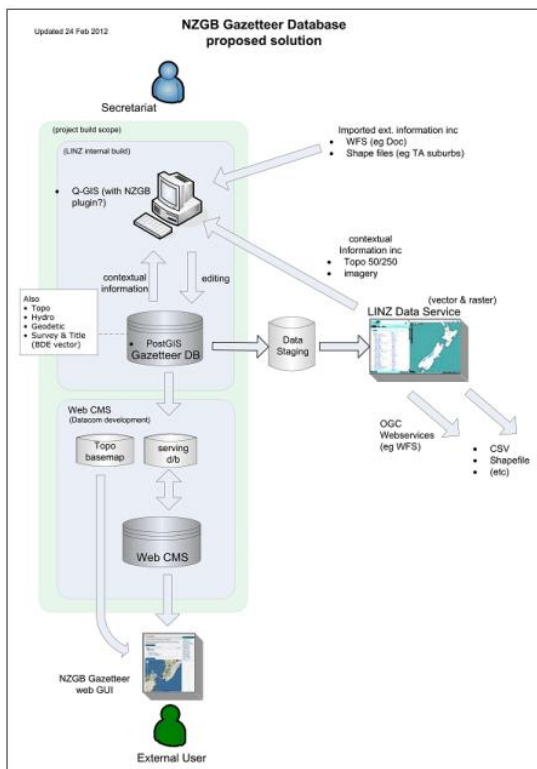 Updated 24 Feb 2012
NZGB Gazetteer Database
proposed solution
Secretariat
(project build scope)
(LINZ internal build)
• Q-GIS (with NZGB
plugin?)
Imported ext. information inc
• WFS (eg Doc)
• Shape files (eg TA suburbs)
contextual
information
editing
contextual
Information inc
• Topo 50/250
• imagery
Also
• Topo
• Hydro
• Geodetic
• Survey & Title
(BDE vector)
• PostGIS
Gazetteer DB
Data
Staging
(vector & raster)
LINZ Data Service
OGC
Webservices
(eg WFS)
• CSV
• Shapefile
• (etc)
Web CMS
(Datacom development)
Topo
basemap
serving
d/b
Web CMS
NZGB Gazetteer
web GUI
External User